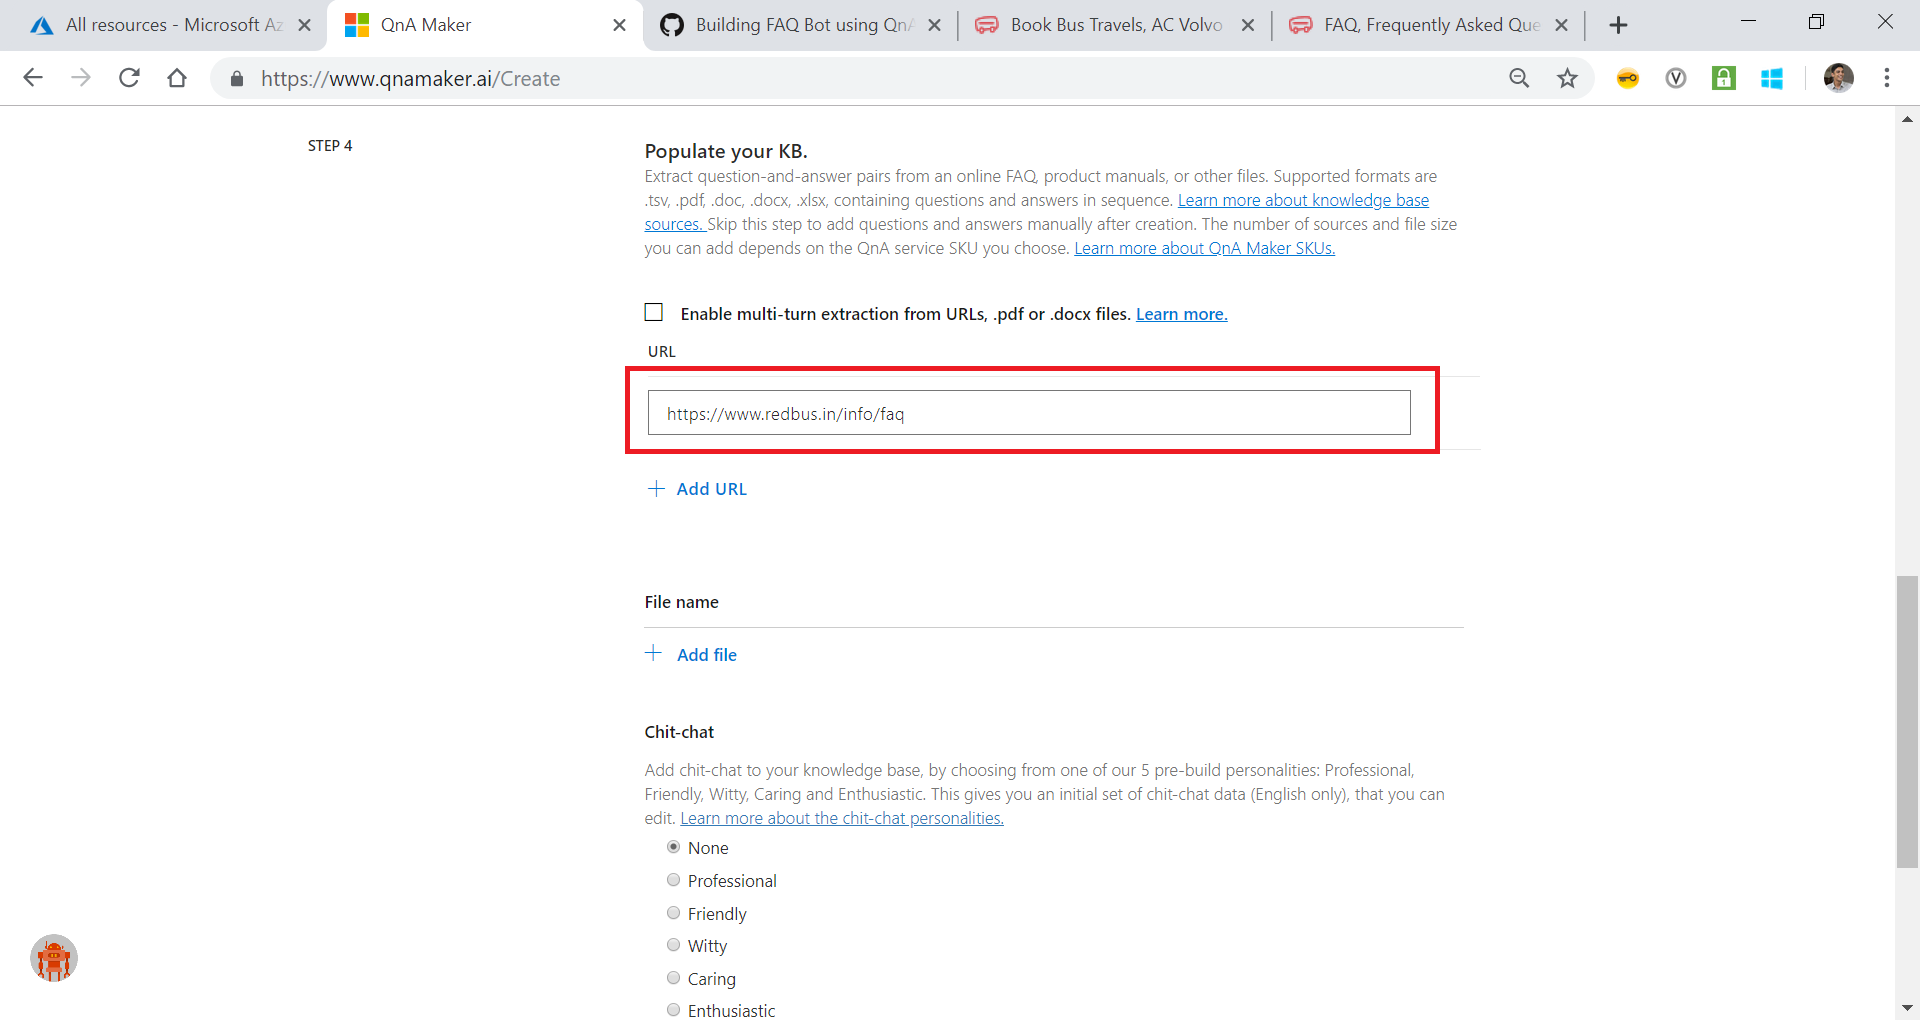 All resources - Microsoft Az
QnA Maker
Building FAQ Bot using QnA
Book Bus Travels, AC Volvo
FAQ, Frequently Asked Que
https://www.qnamaker.ai/Create
STEP 4
Populate your KB.
Extract question-and-answer pairs from an online FAQ, product manuals, or other files. Supported formats are
.tsv, .pdf, .doc, .docx, .xlsx, containing questions and answers in sequence. Learn more about knowledge base
sources. Skip this step to add questions and answers manually after creation. The number of sources and file size
you can add depends on the QnA service SKU you choose. Learn more about QnA Maker SKUs.
Enable multi-turn extraction from URLs, .pdf or .docx files. Learn more.
URL
https://www.redbus.in/info/faq
Add URL
File name
Add file
Chit-chat
Add chit-chat to your knowledge base, by choosing from one of our 5 pre-build personalities: Professional,
Friendly, Witty, Caring and Enthusiastic. This gives you an initial set of chit-chat data (English only), that you can
edit. Learn more about the chit-chat personalities.
None
Professional
Friendly
Witty
Caring
Enthusiastic